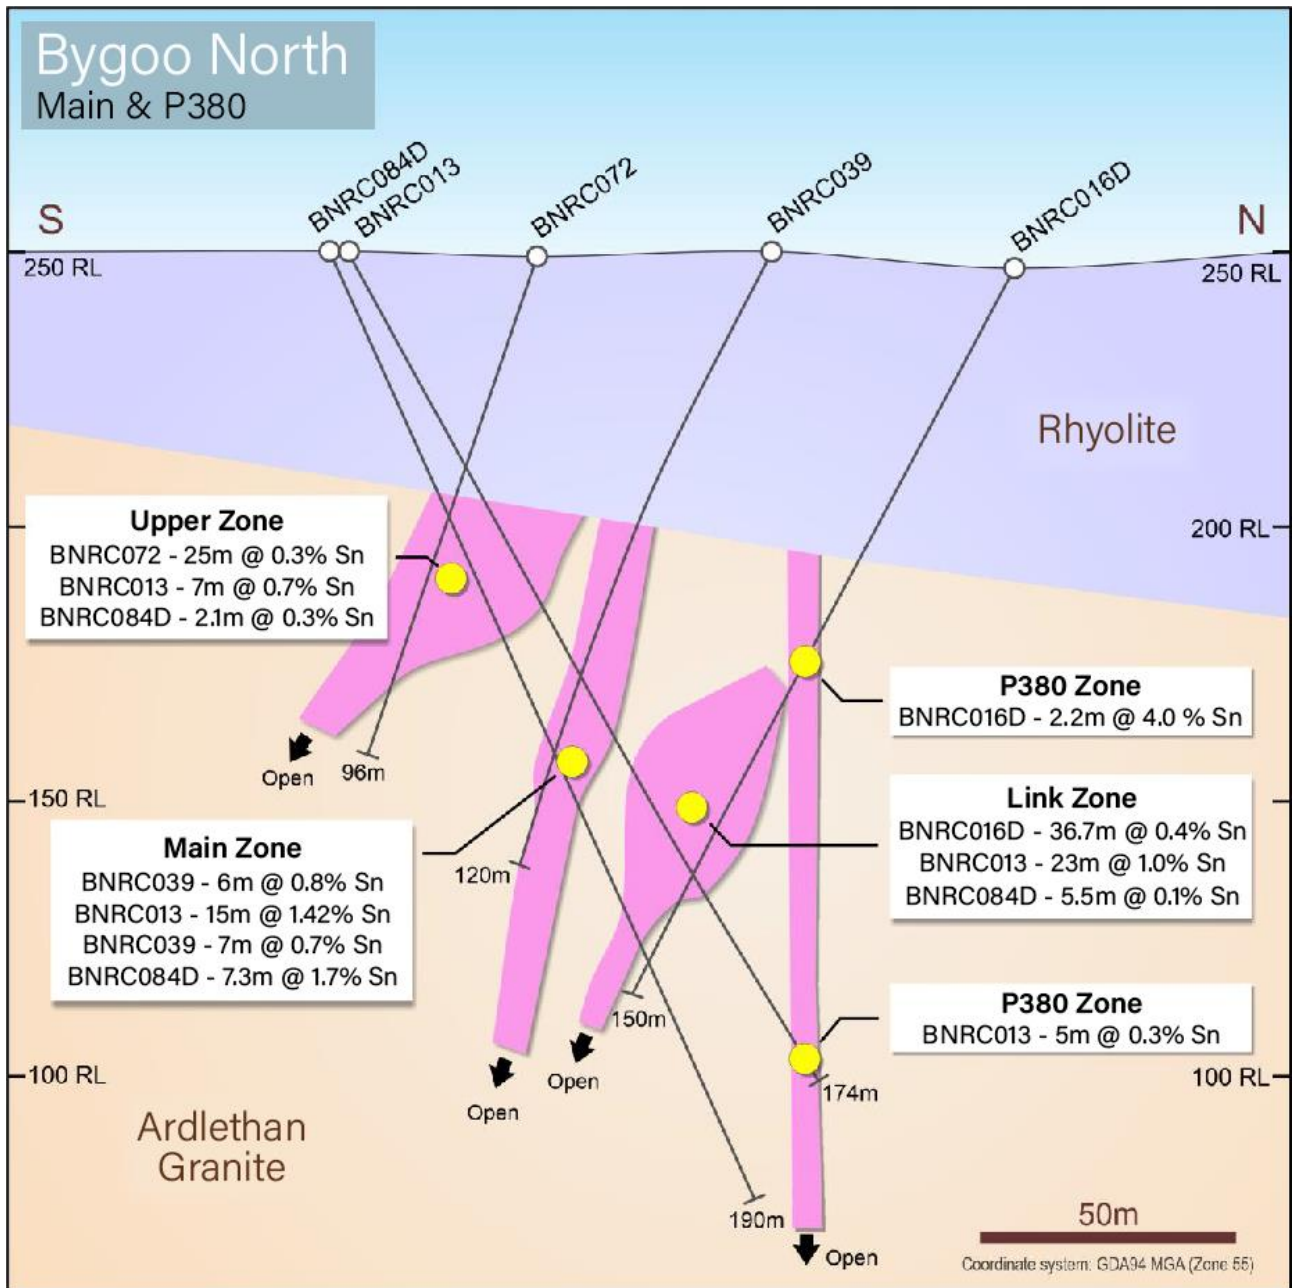 Bygoo North
Main & P380
BNRC084D
BNRC013
BNRC072
BNRC039
BNRC016D
S
N
250 RL
250 RL
Rhyolite
Upper Zone
BNRC072 - 25m @ 0.3% Sn
BNRC013 - 7m @ 0.7% Sn
BNRC084D - 2.1m @ 0.3% Sn
200 RL
P380 Zone
BNRC016D - 2.2m @ 4.0 % Sn
Open
96m
150 RL
Link Zone
BNRC016D - 36.7m @ 0.4% Sn
BNRC013 - 23m @ 1.0% Sn
BNRC084D - 5.5m @ 0.1% Sn
Main Zone
BNRC039 - 6m @ 0.8% Sn
BNRC013 - 15m @ 1.42% Sn
BNRC039 - 7m @ 0.7% Sn
BNRC084D - 7.3m @ 1.7% Sn
120m
150m
P380 Zone
BNRC013 - 5m @ 0.3% Sn
100 RL
100 RL
Open
Open
174m
Ardlethan
Granite
190m
Open
50m
Coordinate system: GDA94 MGA (Zone 55)